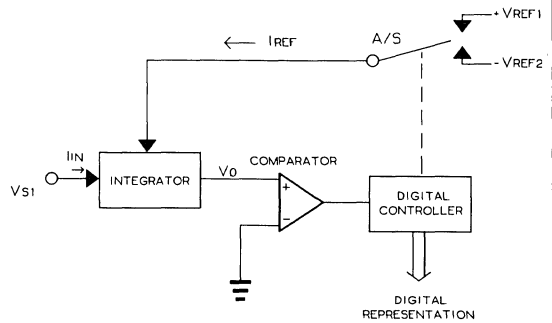 +VREF1
A/S
← IREF
-VREF2
COMPARATOR
IIN
→
VS1
INTEGRATOR
VO
+
-
DIGITAL
CONTROLLER
DIGITAL
REPRESENTATION